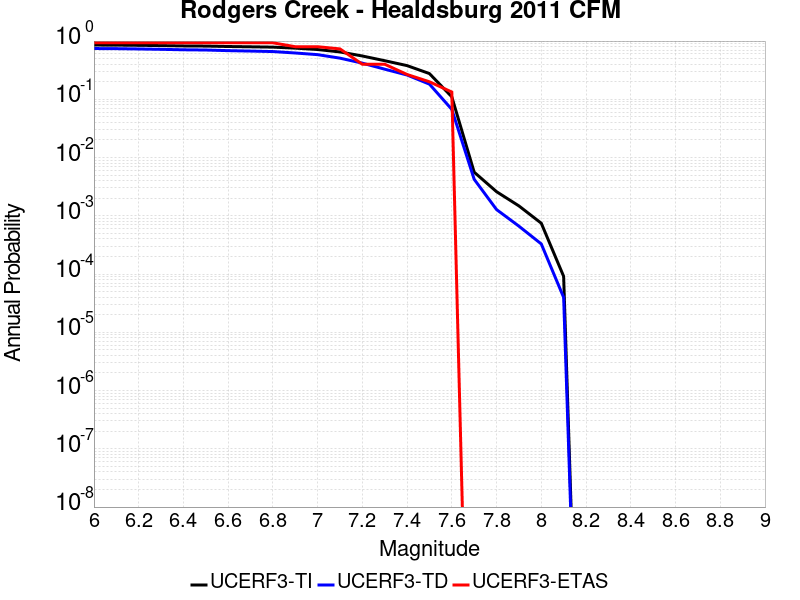 Rodgers Creek - Healdsburg 2011 CFM
10^0
10^-1
10^-2
10^-3
10^-4
10^-5
10^-6
10^-7
10^-8
Annual Probability
6 6.2 6.4 6.6 6.8 7 7.2 7.4 7.6 7.8 8 8.2 8.4 8.6 8.8 9
Magnitude
UCERF3-TI UCERF3-TD UCERF3-ETAS